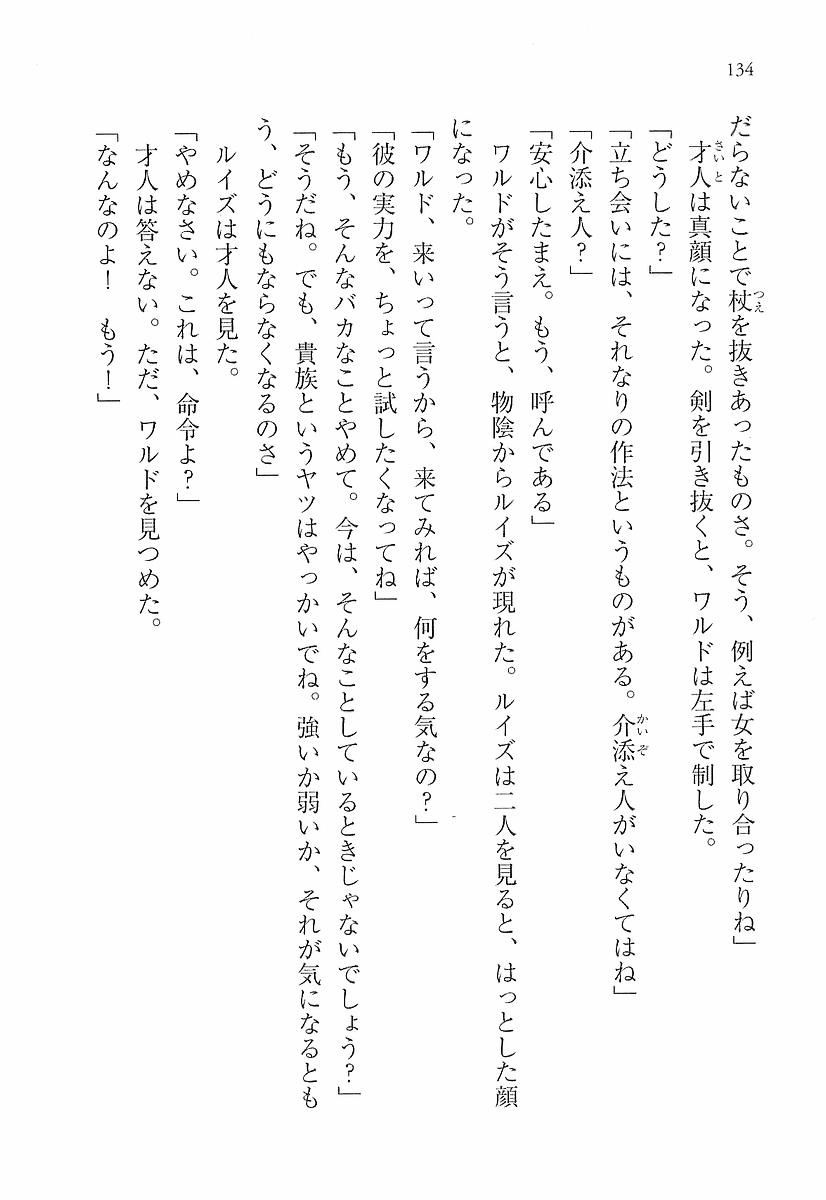 134
だらないことで杖を抜きあったものさ。そう、例えば女を取り合ったりね」
　才人は真顔になった。剣を引き抜くと、ワルドは左手で制した。
「どうした？」
「立ち会いには、それなりの作法というものがある。介添え人がいなくてはね」
「介添え人？」
「安心したまえ。もう、呼んである」
　ワルドがそう言うと、物陰からルイズが現れた。ルイズは二人を見ると、はっとした顔
になった。
「ワルド、来いって言うから、来てみれば、何をする気なの？」
「彼の実力を、ちょっと試したくなってね」
「もう、そんなバカなことやめて。今は、そんなことしているときじゃないでしょう？」
「そうだね。でも、貴族というヤツはやっかいでね。強いか弱いか、それが気になるとも
う、どうにもならなくなるのさ」
　ルイズは才人を見た。
「やめなさい。これは、命令よ？」
　才人は答えない。ただ、ワルドを見つめた。
「なんなのよ！　もう！」